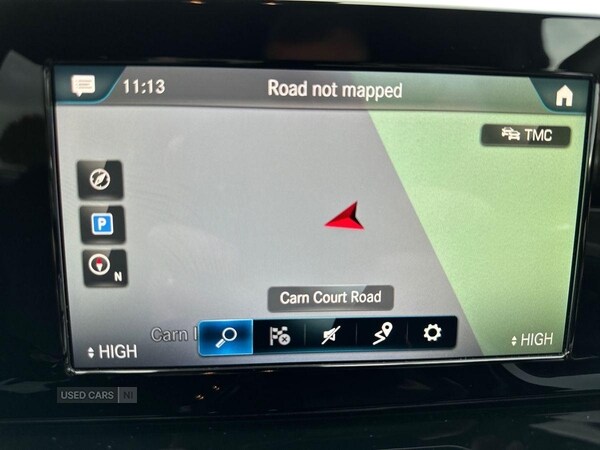 11:13 Road not mapped
TMC
P
N
Carn Court Road
Carn
HIGH HIGH
USED CARS NI